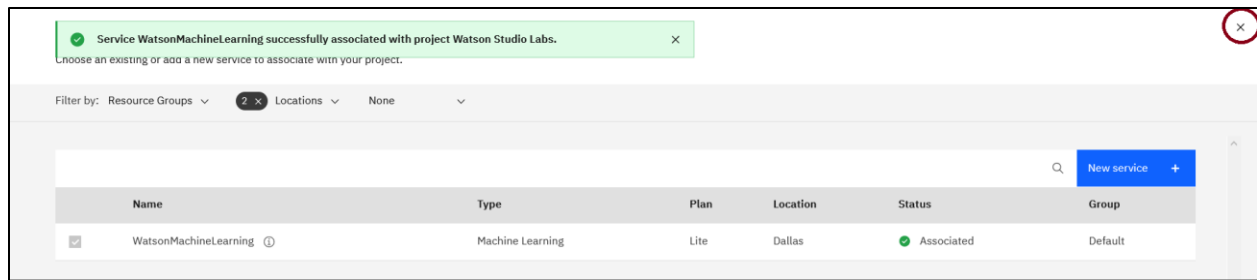 Service WatsonMachineLearning successfully associated with project Watson Studio Labs.
Choose an existing or add a new service to associate with your project.
Filter by: Resource Groups 2 × Locations None
New service +
Name Type Plan Location Status Group
WatsonMachineLearning Machine Learning Lite Dallas Associated Default